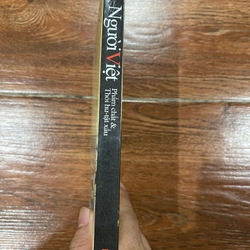 Người Việt
Phẩm chất &
Thói hư-tật xấu